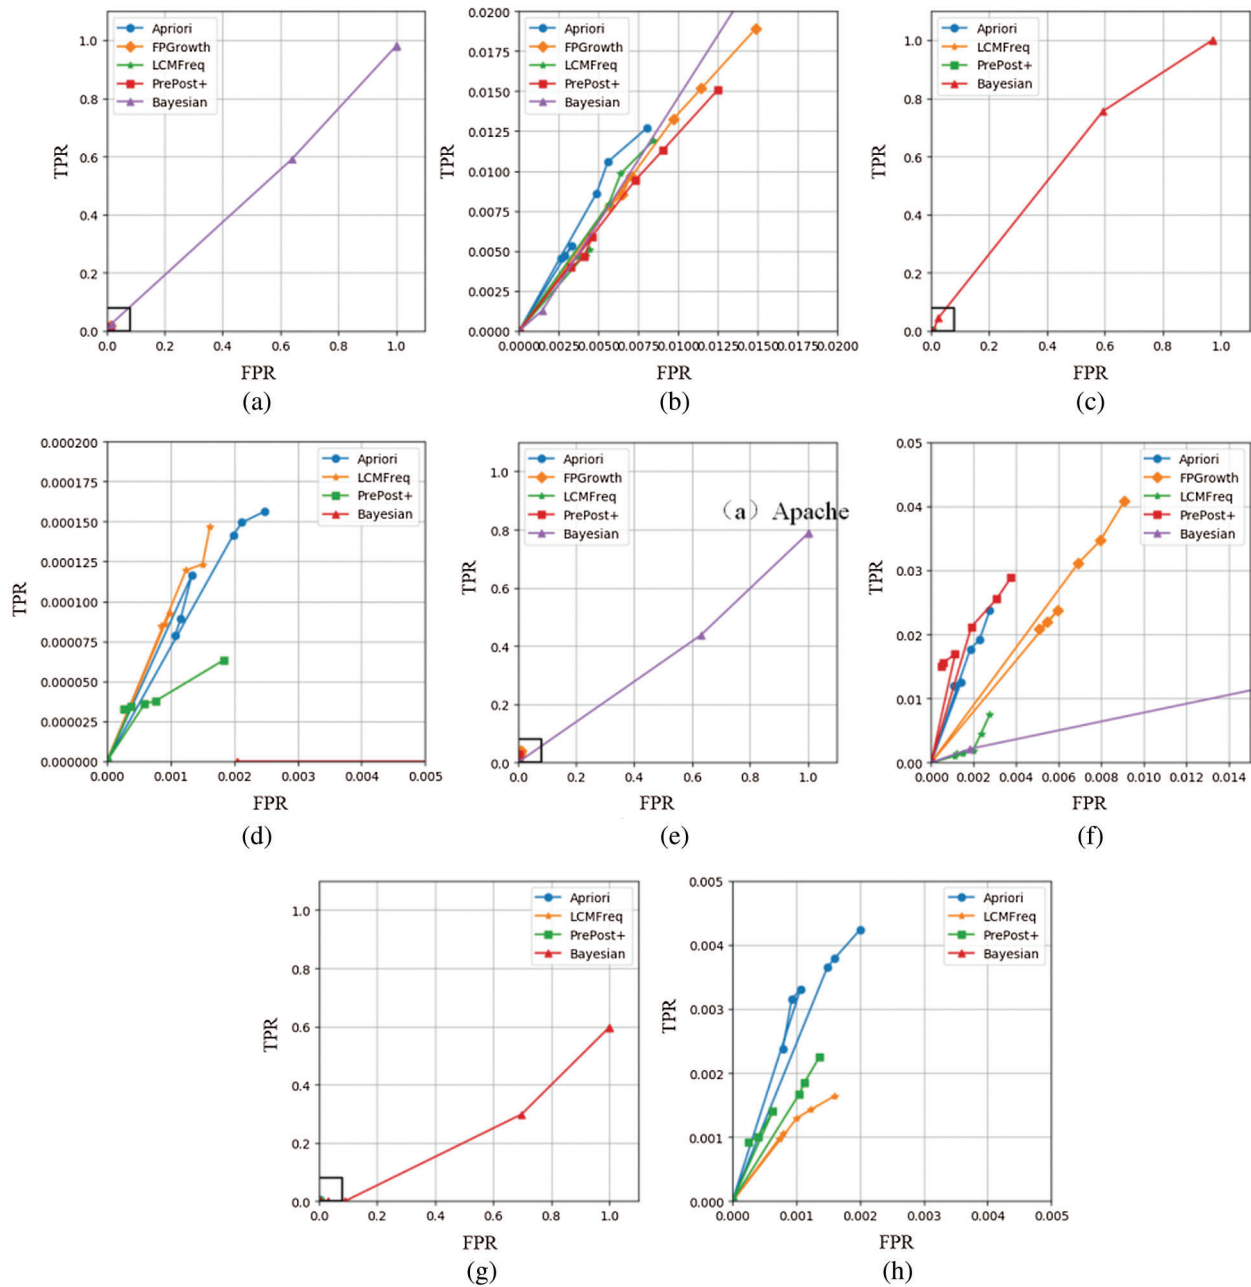 1.0
0.8
0.6
0.4
0.2
0.0
TPR
Apriori
FPGrowth
LCMFreq
PrePost+
Bayesian
0.0 0.2 0.4 0.6 0.8 1.0
FPR
(a)
0.0200
0.0175
0.0150
0.0125
0.0100
0.0075
0.0050
0.0025
0.0000
TPR
Apriori
FPGrowth
LCMFreq
PrePost+
Bayesian
0.0000 0.0025 0.0050 0.0075 0.0100 0.0125 0.0150 0.0175 0.0200
FPR
(b)
1.0
0.8
0.6
0.4
0.2
0.0
TPR
Apriori
LCMFreq
PrePost+
Bayesian
0.0 0.2 0.4 0.6 0.8 1.0
FPR
(c)
0.000200
0.000175
0.000150
0.000125
0.000100
0.000075
0.000050
0.000025
0.000000
TPR
Apriori
LCMFreq
PrePost+
Bayesian
0.000 0.001 0.002 0.003 0.004 0.005
FPR
(d)
1.0
0.8
0.6
0.4
0.2
0.0
TPR
Apriori
FPGrowth
LCMFreq
PrePost+
Bayesian
（a）Apache
0.0 0.2 0.4 0.6 0.8 1.0
FPR
(e)
0.05
0.04
0.03
0.02
0.01
0.00
TPR
Apriori
FPGrowth
LCMFreq
PrePost+
Bayesian
0.000 0.002 0.004 0.006 0.008 0.010 0.012 0.014
FPR
(f)
1.0
0.8
0.6
0.4
0.2
0.0
TPR
Apriori
LCMFreq
PrePost+
Bayesian
0.0 0.2 0.4 0.6 0.8 1.0
FPR
(g)
0.005
0.004
0.003
0.002
0.001
0.000
TPR
Apriori
LCMFreq
PrePost+
Bayesian
0.000 0.001 0.002 0.003 0.004 0.005
FPR
(h)